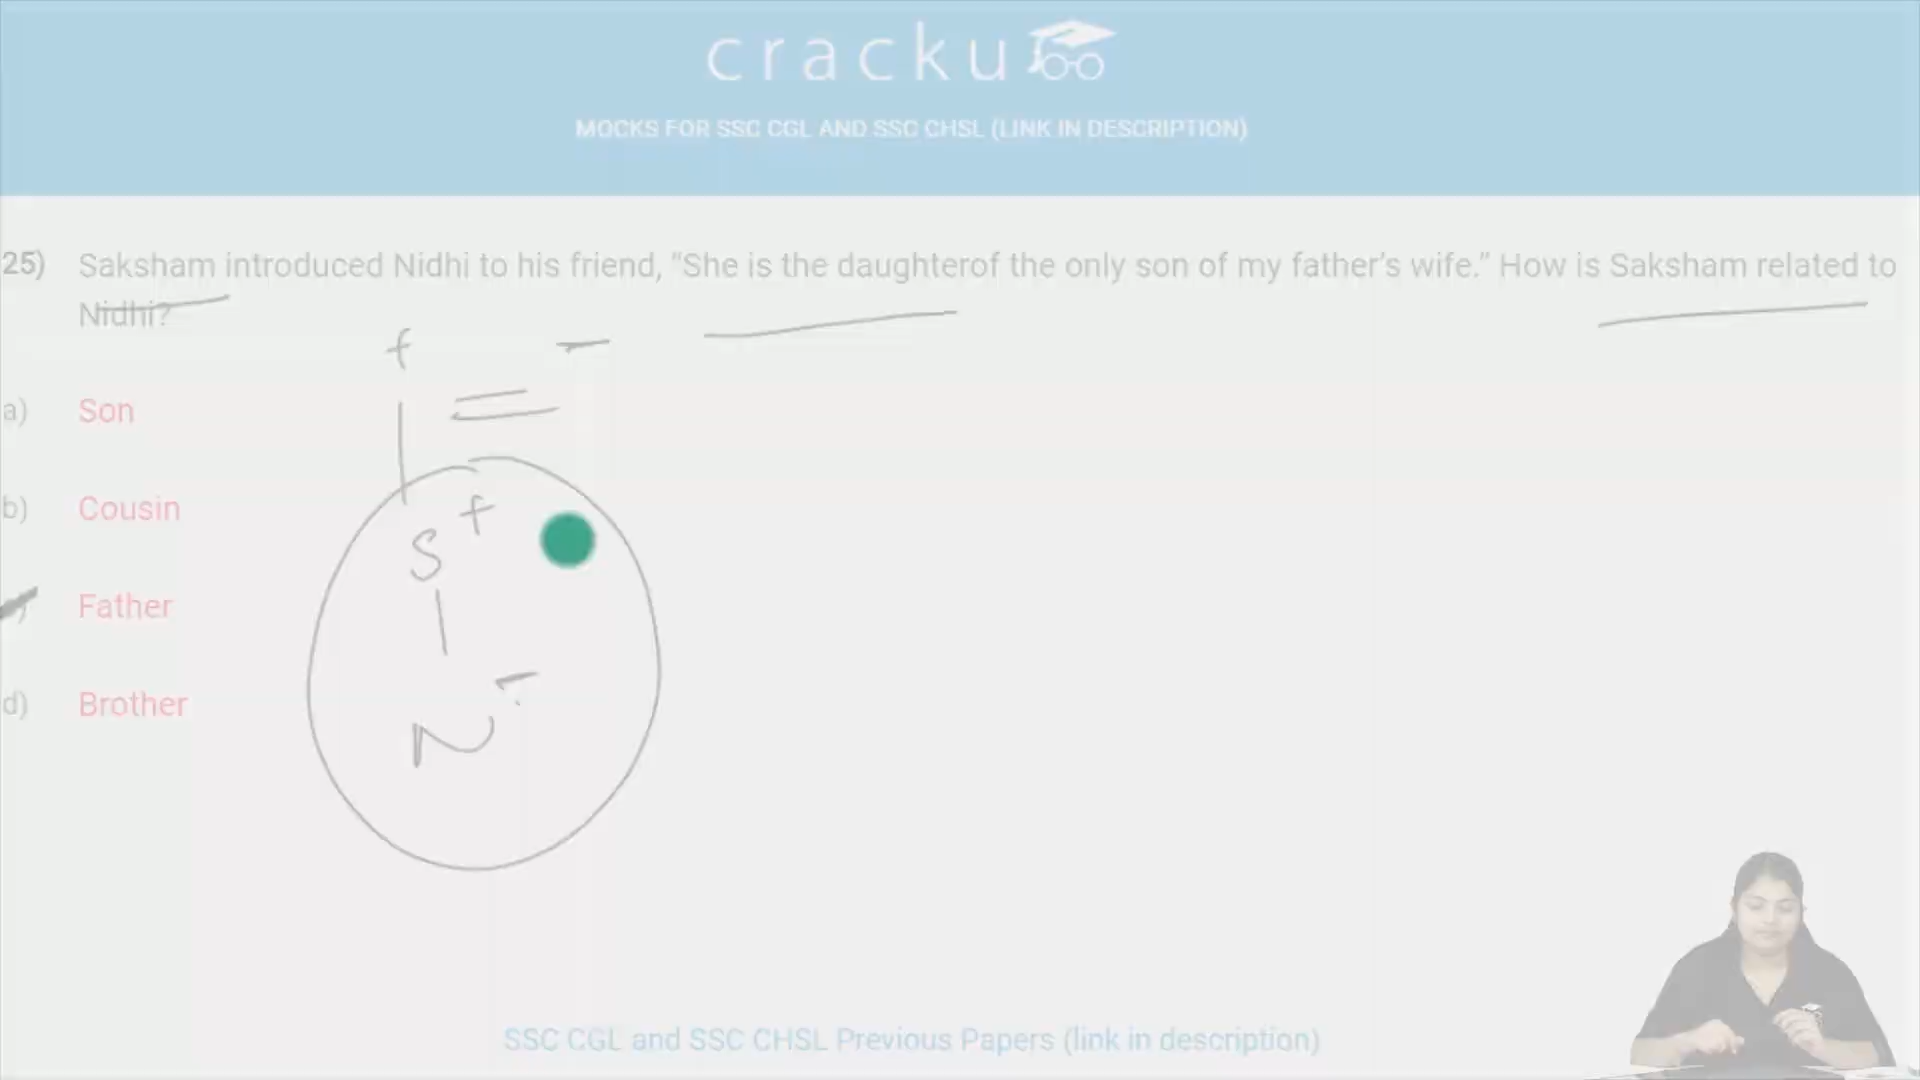 cracku
MOCKS FOR SSC CGL AND SSC CHSL (LINK IN DESCRIPTION)
25) Saksham introduced Nidhi to his friend, “She is the daughterof the only son of my father’s wife.” How is Saksham related to
Nidhi?
+ −
=
a) Son
b) Cousin
S +
c) Father
N −
d) Brother
SSC CGL and SSC CHSL Previous Papers (link in description)